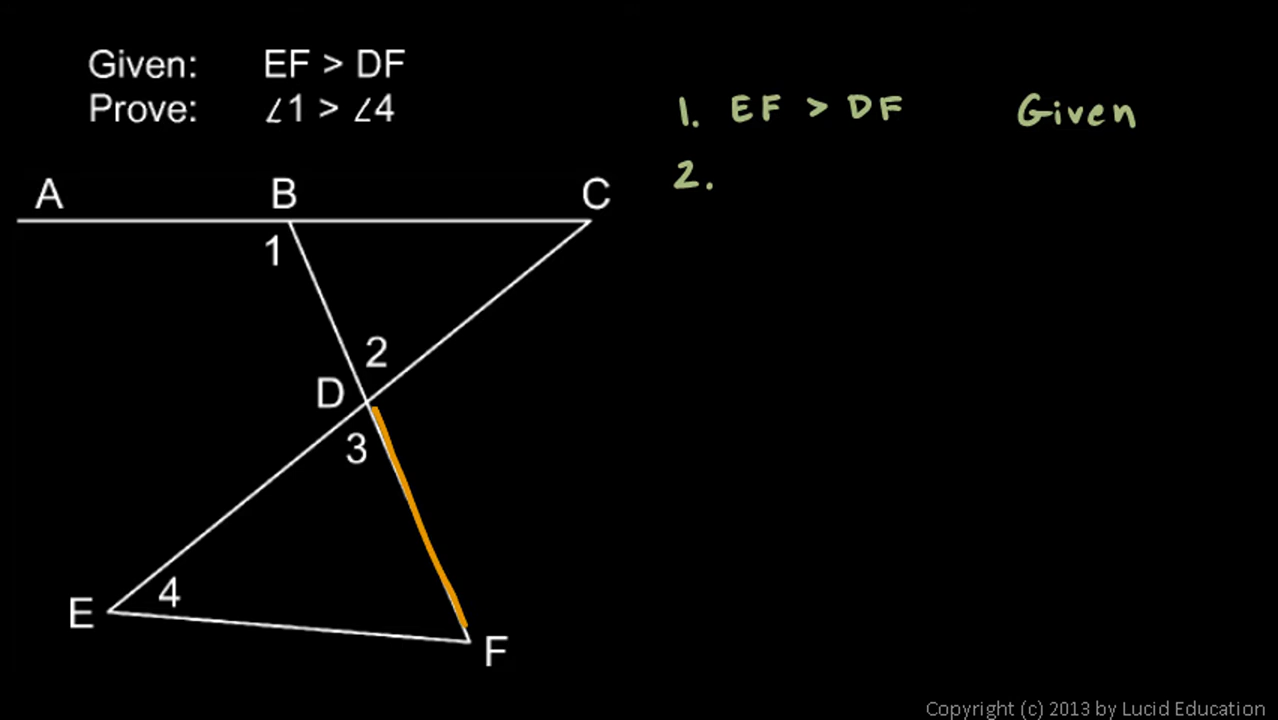 Given: EF > DF
Prove: ∠1 > ∠4
1. EF > DF Given
2.
A B C
1
2
D
3
4
E
F
Copyright (c) 2013 by Lucid Education